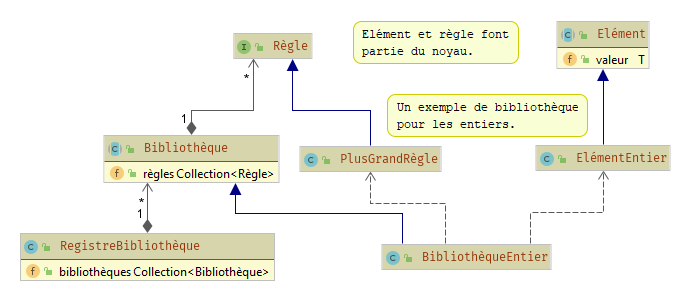 I Règle
Elément et règle font
partie du noyau.
C Elément
f valeur T
*
1
Un exemple de bibliothèque
pour les entiers.
C Bibliothèque
f règles Collection<Règle>
C PlusGrandRègle
C ElémentEntier
*
1
C RegistreBibliothèque
f bibliothèques Collection<Bibliothèque>
C BibliothèqueEntier